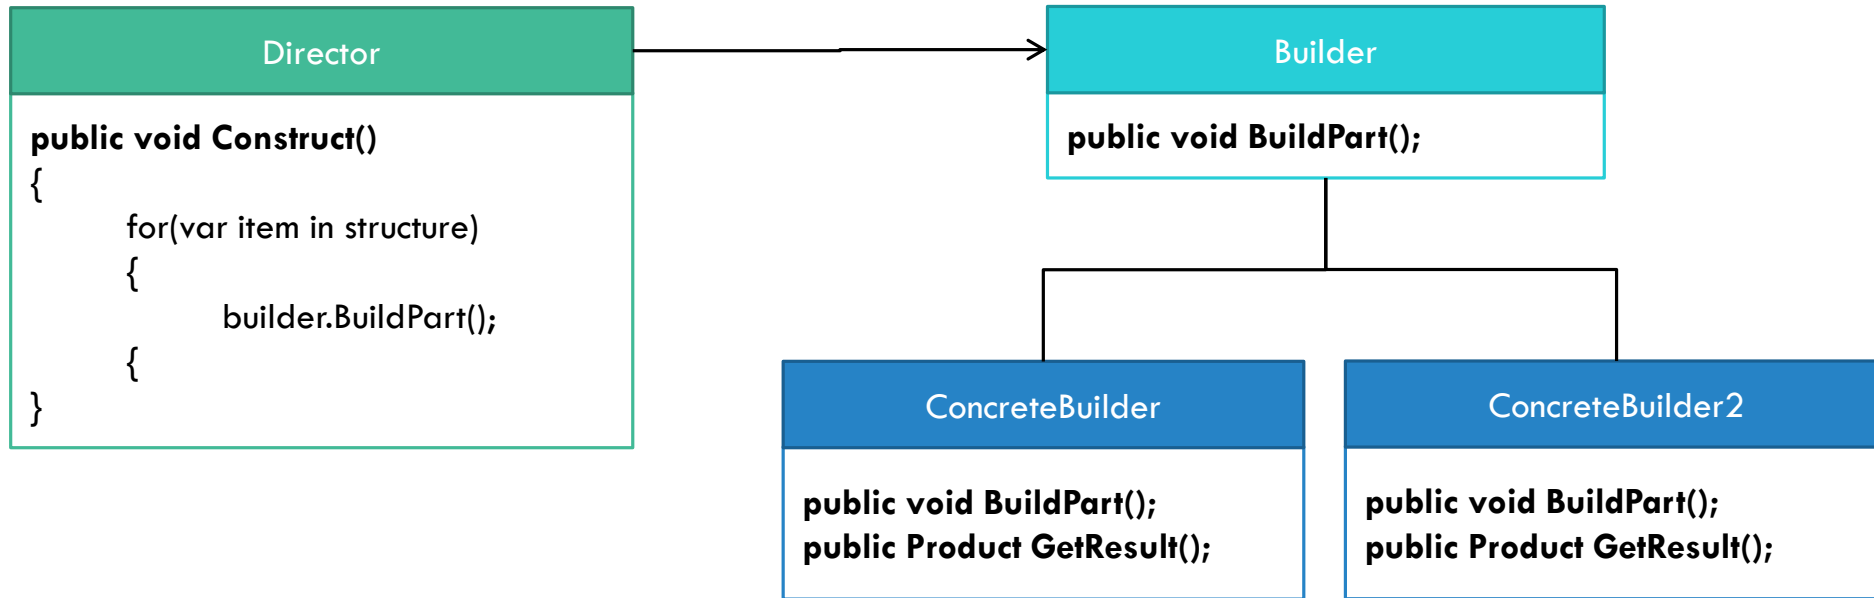 Director
public void Construct()
{
for(var item in structure)
{
builder.BuildPart();
{
}
Builder
public void BuildPart();
ConcreteBuilder
public void BuildPart();
public Product GetResult();
ConcreteBuilder2
public void BuildPart();
public Product GetResult();